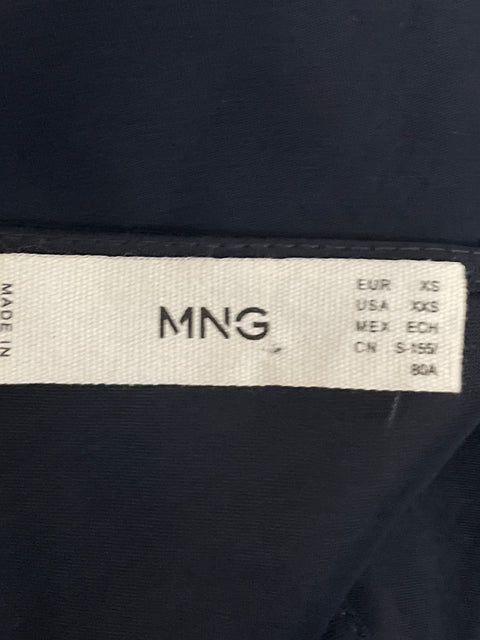 MADE IN
MNG
EUR XS
USA XXS
MEX ECH
CN S-155/
80A